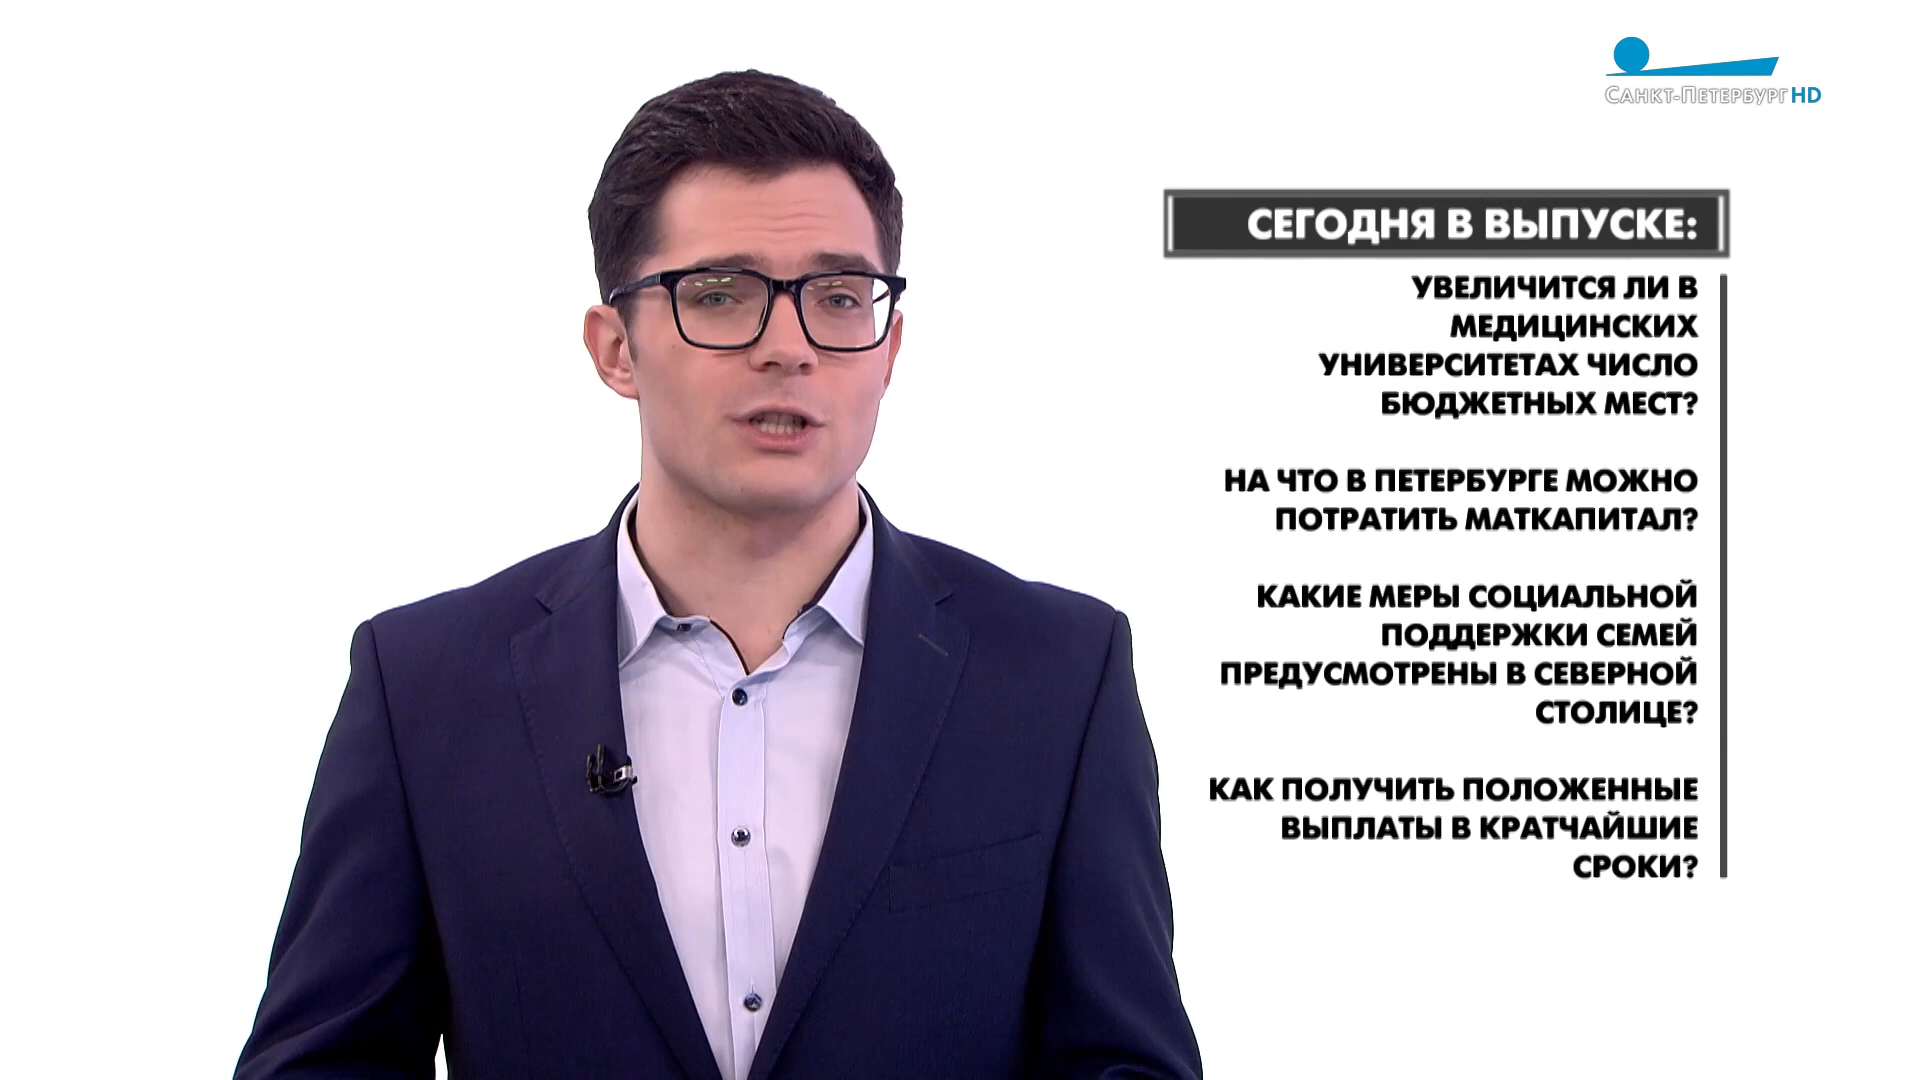 Санкт-Петербург HD
СЕГОДНЯ В ВЫПУСКЕ:
УВЕЛИЧИТСЯ ЛИ В
МЕДИЦИНСКИХ
УНИВЕРСИТЕТАХ ЧИСЛО
БЮДЖЕТНЫХ МЕСТ?
НА ЧТО В ПЕТЕРБУРГЕ МОЖНО
ПОТРАТИТЬ МАТКАПИТАЛ?
КАКИЕ МЕРЫ СОЦИАЛЬНОЙ
ПОДДЕРЖКИ СЕМЕЙ
ПРЕДУСМОТРЕНЫ В СЕВЕРНОЙ
СТОЛИЦЕ?
КАК ПОЛУЧИТЬ ПОЛОЖЕННЫЕ
ВЫПЛАТЫ В КРАТЧАЙШИЕ
СРОКИ?